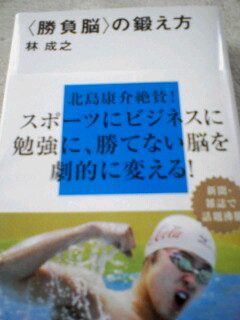 〈勝負脳〉の鍛え方
林 成之
北島康介絶賛!
スポーツにビジネスに
勉強に、勝てない脳を
劇的に変える!
新聞・
雑誌で
話題沸騰